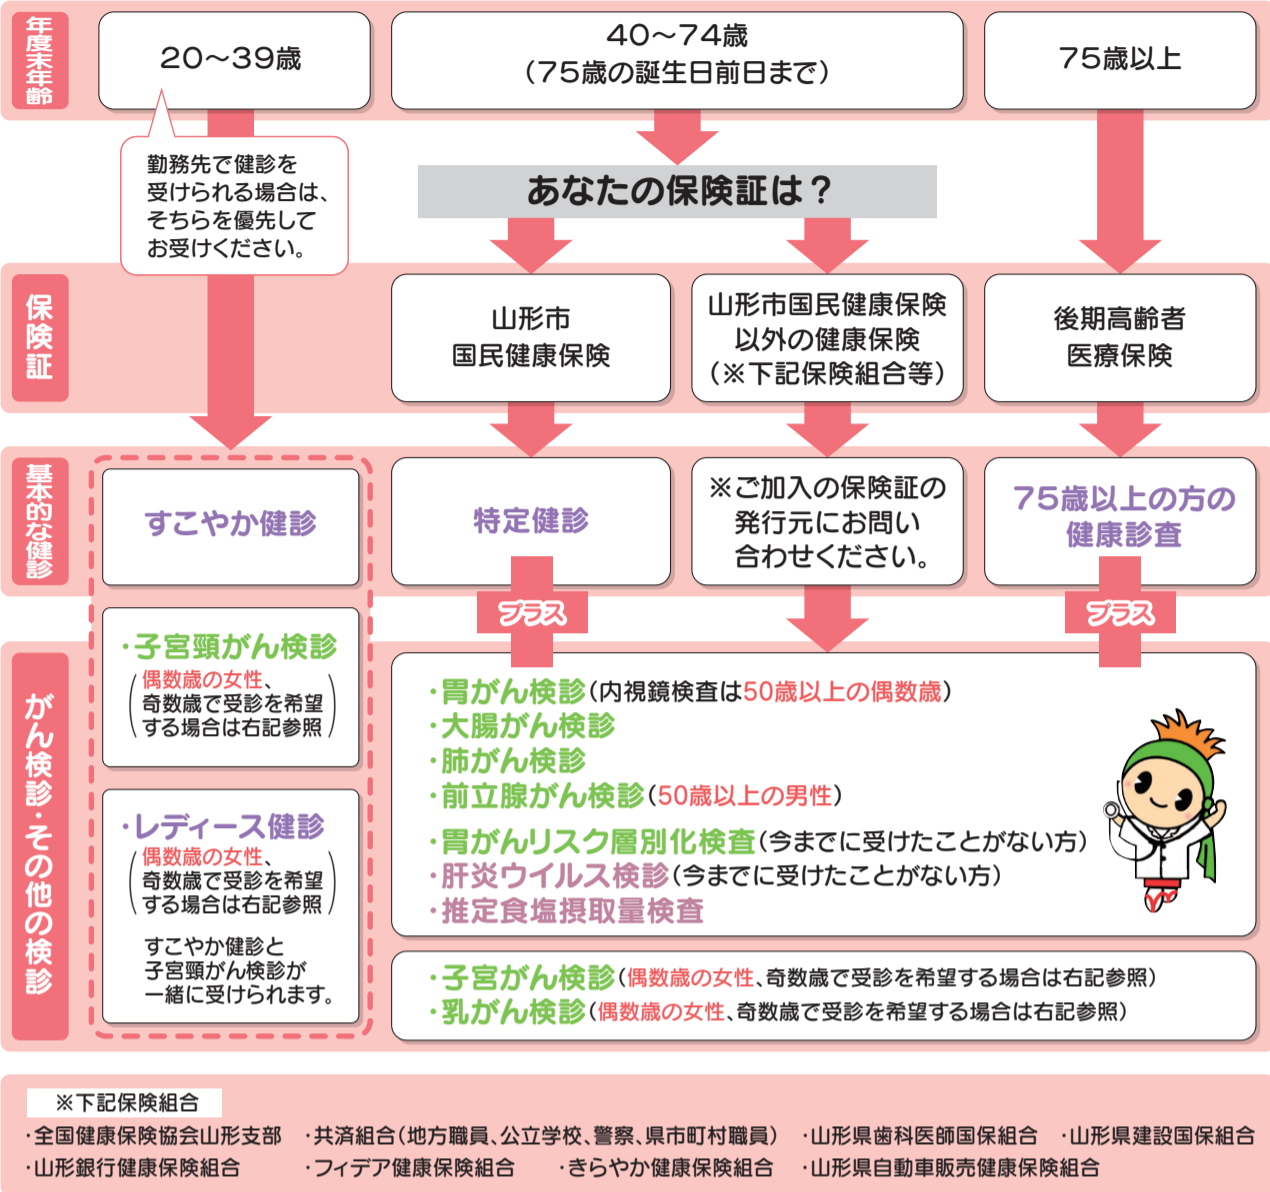 年度末年齢
20～39歳
40～74歳
（75歳の誕生日前日まで）
75歳以上
勤務先で健診を
受けられる場合は、
そちらを優先して
お受けください。
あなたの保険証は？
保険証
山形市
国民健康保険
山形市国民健康保険
以外の健康保険
（※下記保険組合等）
後期高齢者
医療保険
基本的な健診
すこやか健診
特定健診
※ご加入の保険証の
発行元にお問い
合わせください。
75歳以上の方の
健康診査
プラス
プラス
がん検診・その他の検診
・子宮頸がん検診
（偶数歳の女性、
奇数歳で受診を希望
する場合は右記参照）
・レディース健診
（偶数歳の女性、
奇数歳で受診を希望
する場合は右記参照）
すこやか健診と
子宮頸がん検診が
一緒に受けられます。
・胃がん検診（内視鏡検査は50歳以上の偶数歳）
・大腸がん検診
・肺がん検診
・前立腺がん検診（50歳以上の男性）
・胃がんリスク層別化検査（今までに受けたことがない方）
・肝炎ウイルス検診（今までに受けたことがない方）
・推定食塩摂取量検査
・子宮がん検診（偶数歳の女性、奇数歳で受診を希望する場合は右記参照）
・乳がん検診（偶数歳の女性、奇数歳で受診を希望する場合は右記参照）
※下記保険組合
・全国健康保険協会山形支部 ・共済組合（地方職員、公立学校、警察、県市町村職員） ・山形県歯科医師国保組合 ・山形県建設国保組合
・山形銀行健康保険組合 ・フィデア健康保険組合 ・きらやか健康保険組合 ・山形県自動車販売健康保険組合